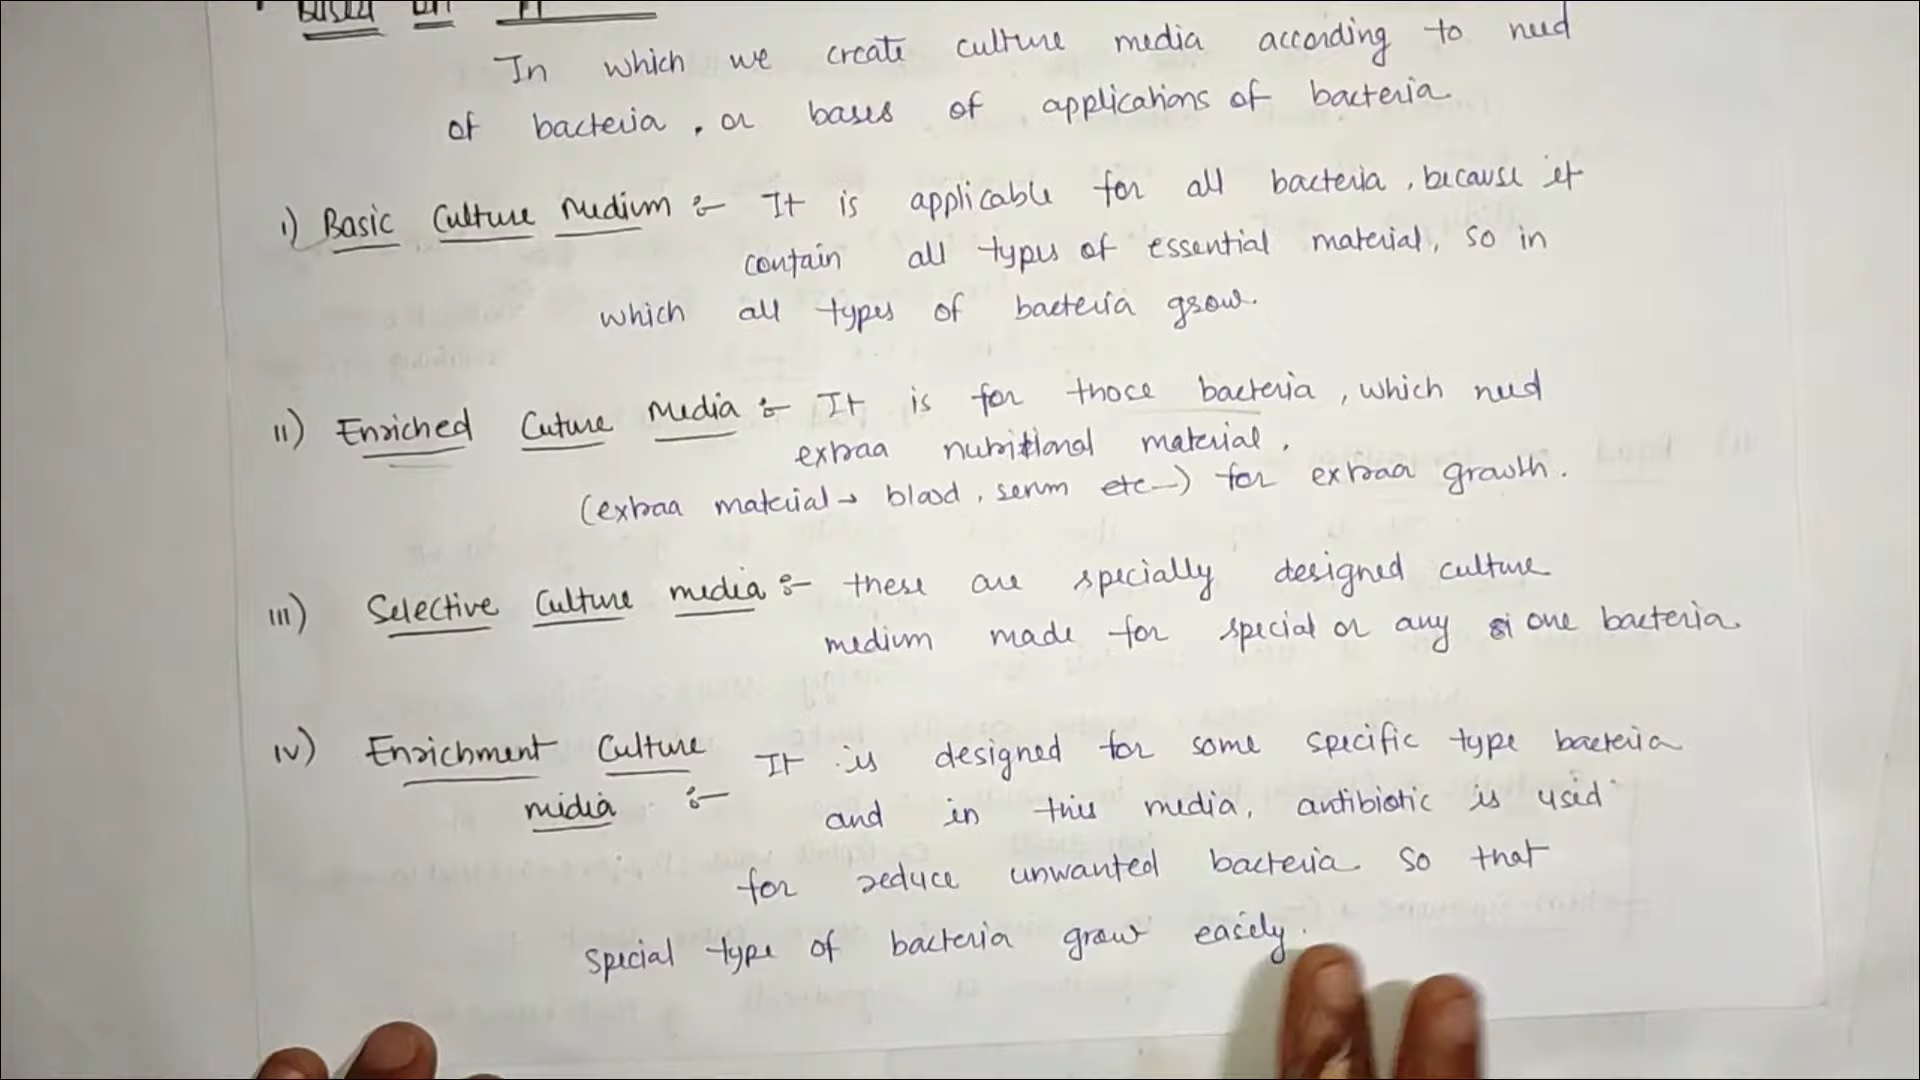 Based on
In which we create culture media according to need
of bacteria, or bases of applications of bacteria.
i) Basic Culture Medium :- It is applicable for all bacteria, because it
contain all types of essential material, so in
which all types of bacteria grow.
ii) Enriched Cuture Media :- It is for thoce bacteria, which need
extraa nutritional material.
(extraa material → blood, serum etc—) for extraa growth.
iii) Selective Culture media :- these are specially designed culture
medium made for special or any one bacteria.
iv) Enrichment Culture It is designed for some specific type bacteria
midia :- and in this media, antibiotic is used
for reduce unwanted bacteria so that
special type of bacteria grow easily.